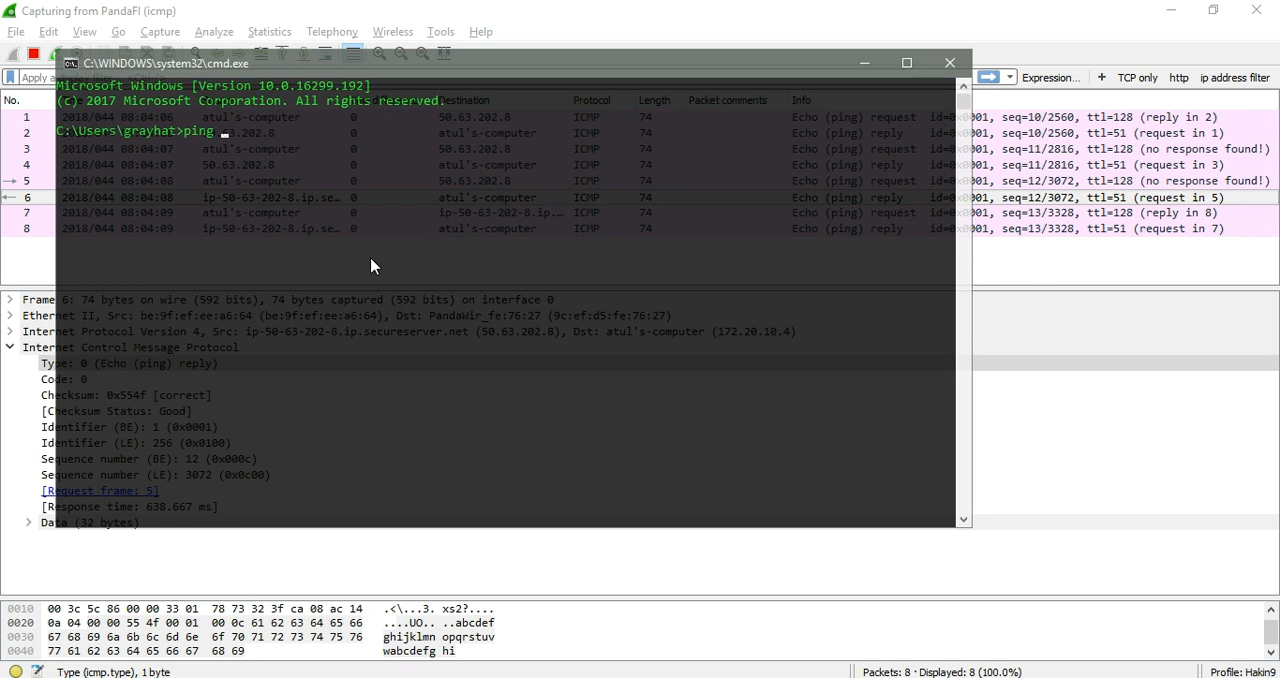 Capturing from PandaFI (icmp)
File Edit View Go Capture Analyze Statistics Telephony Wireless Tools Help
C:\WINDOWS\system32\cmd.exe
Apply a Expression... + TCP only http ip address filter
Microsoft Windows [Version 10.0.16299.192]
(c) 2017 Microsoft Corporation. All rights reserved.
C:\Users\grayhat>ping
No. Destination Protocol Length Packet comments Info
1 2018/044 08:04:06 atul's-computer 0 50.63.202.8 ICMP 74 Echo (ping) request id=0x0001, seq=10/2560, ttl=128 (reply in 2)
2 3.202.8 0 atul's-computer ICMP 74 Echo (ping) reply id=0x0001, seq=10/2560, ttl=51 (request in 1)
3 2018/044 08:04:07 atul's-computer 0 50.63.202.8 ICMP 74 Echo (ping) request id=0x0001, seq=11/2816, ttl=128 (no response found!)
4 2018/044 08:04:07 50.63.202.8 0 atul's-computer ICMP 74 Echo (ping) reply id=0x0001, seq=11/2816, ttl=51 (request in 3)
5 2018/044 08:04:08 atul's-computer 0 50.63.202.8 ICMP 74 Echo (ping) request id=0x0001, seq=12/3072, ttl=128 (no response found!)
6 2018/044 08:04:08 ip-50-63-202-8.ip.se… 0 atul's-computer ICMP 74 Echo (ping) reply id=0x0001, seq=12/3072, ttl=51 (request in 5)
7 2018/044 08:04:09 atul's-computer 0 ip-50-63-202-8.ip.… ICMP 74 Echo (ping) request id=0x0001, seq=13/3328, ttl=128 (reply in 8)
8 2018/044 08:04:09 ip-50-63-202-8.ip.se… 0 atul's-computer ICMP 74 Echo (ping) reply id=0x0001, seq=13/3328, ttl=51 (request in 7)
Frame 6: 74 bytes on wire (592 bits), 74 bytes captured (592 bits) on interface 0
Ethernet II, Src: be:9f:ef:ee:a6:64 (be:9f:ef:ee:a6:64), Dst: PandaWir_fe:76:27 (9c:ef:d5:fe:76:27)
Internet Protocol Version 4, Src: ip-50-63-202-8.ip.secureserver.net (50.63.202.8), Dst: atul's-computer (172.20.10.4)
Internet Control Message Protocol
Type: 0 (Echo (ping) reply)
Code: 0
Checksum: 0x554f [correct]
[Checksum Status: Good]
Identifier (BE): 1 (0x0001)
Identifier (LE): 256 (0x0100)
Sequence number (BE): 12 (0x000c)
Sequence number (LE): 3072 (0x0c00)
[Request frame: 5]
[Response time: 638.667 ms]
Data (32 bytes)
0010 00 3c 5c 86 00 00 33 01 78 73 32 3f ca 08 ac 14 .<\...3. xs2?....
0020 0a 04 00 00 55 4f 00 01 00 0c 61 62 63 64 65 66 ....UO.. ..abcdef
0030 67 68 69 6a 6b 6c 6d 6e 6f 70 71 72 73 74 75 76 ghijklmn opqrstuv
0040 77 61 62 63 64 65 66 67 68 69 wabcdefg hi
Type (icmp.type), 1 byte
Packets: 8 · Displayed: 8 (100.0%)
Profile: Hakin9